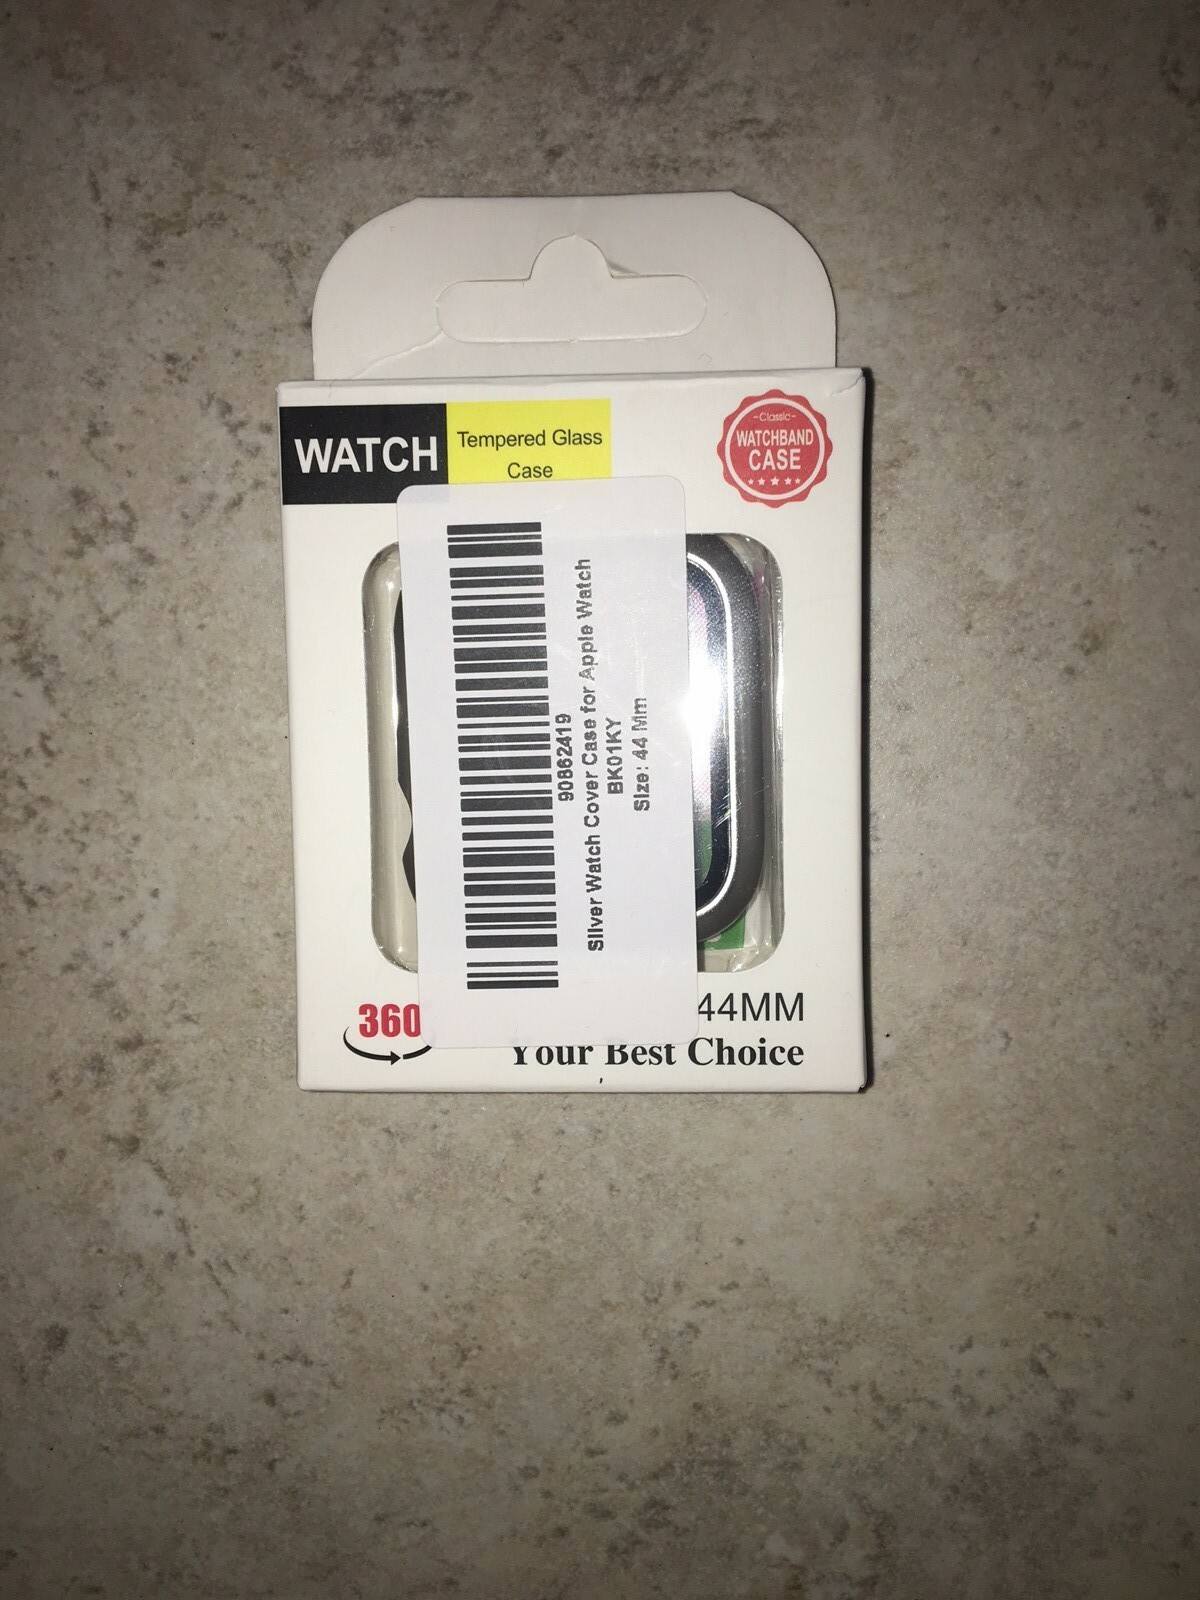 WATCH
Tempered Glass
Case
-Classic-
WATCHBAND
CASE
90862419
Silver Watch Cover Case for Apple Watch
BK01KY
Size: 44 Mm
360
44MM
Your Best Choice